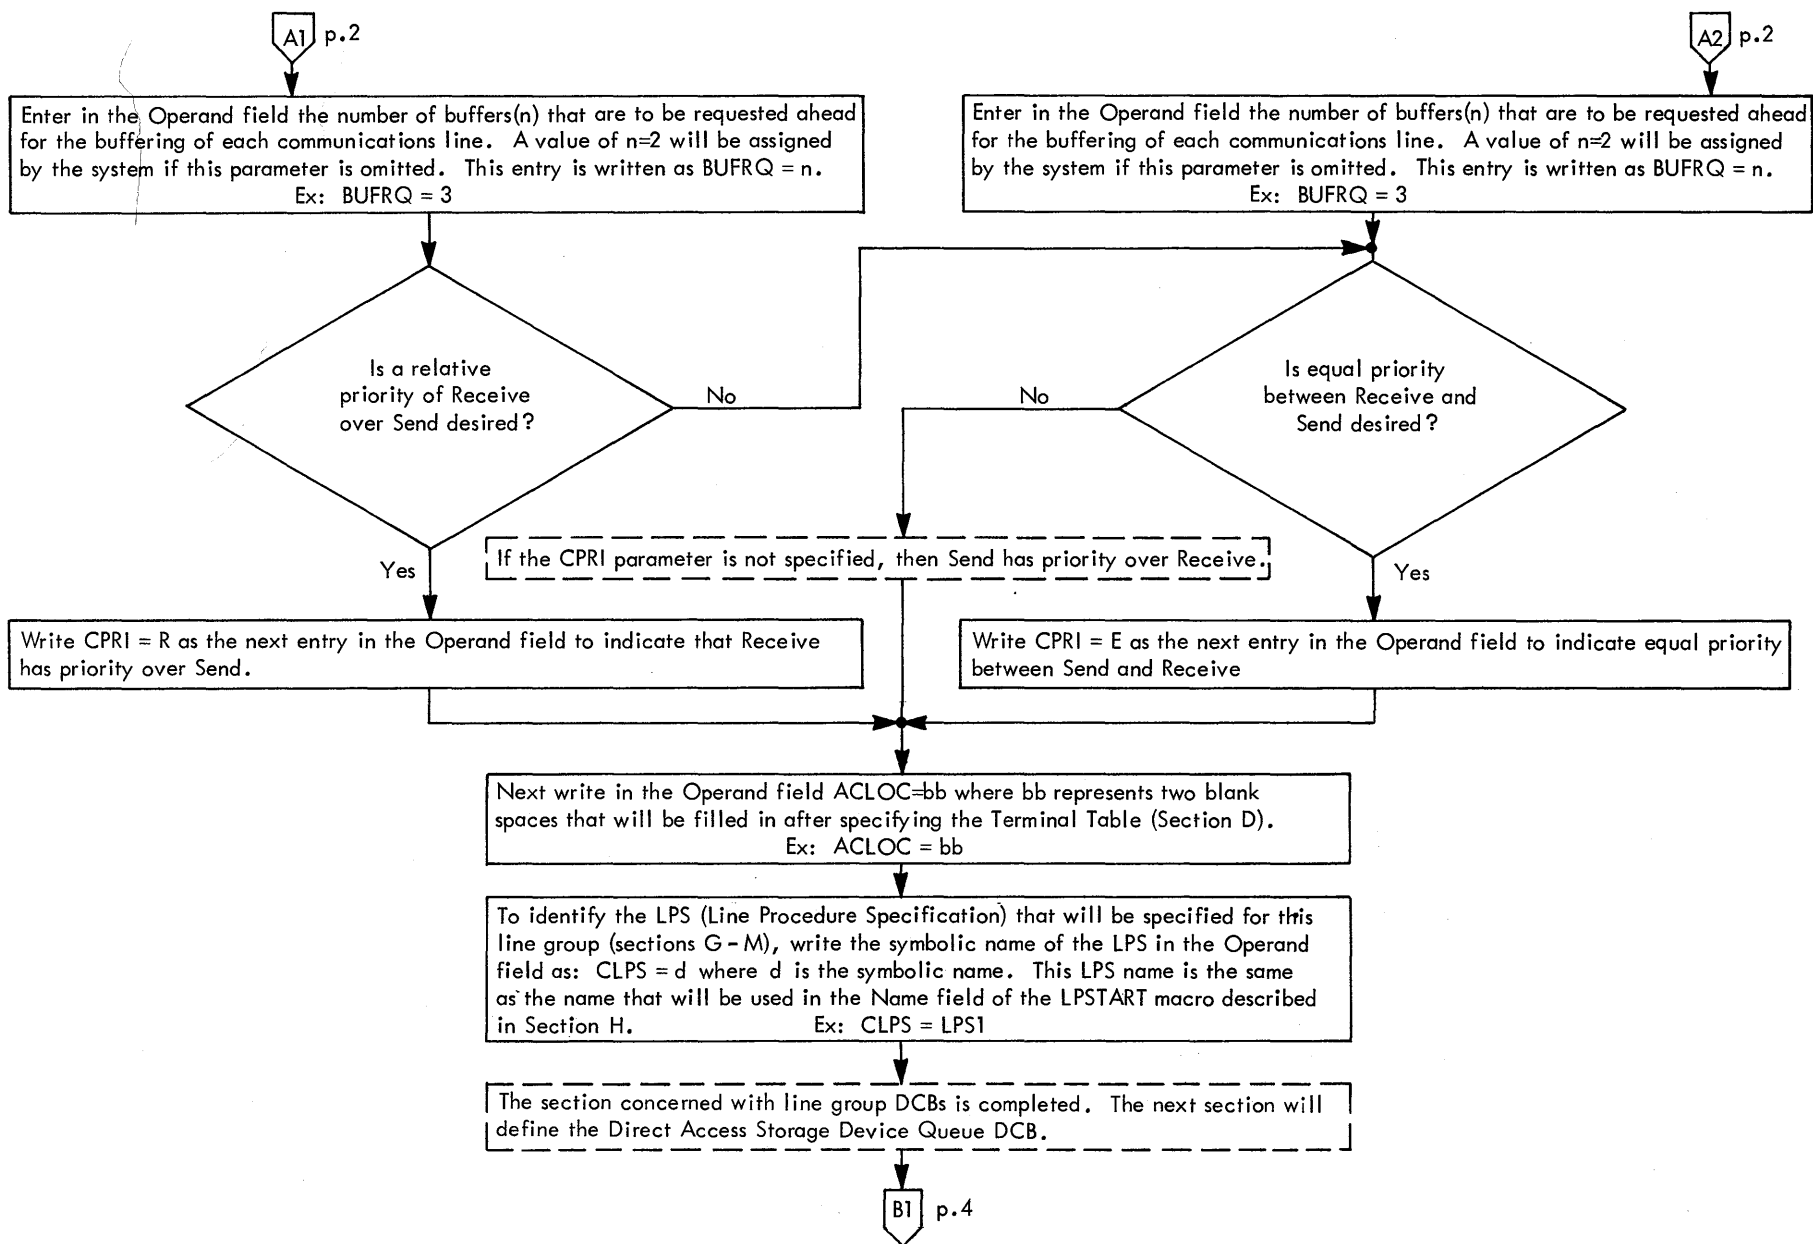 A1 p.2
A2 p.2
Enter in the Operand field the number of buffers(n) that are to be requested ahead
for the buffering of each communications line. A value of n=2 will be assigned
by the system if this parameter is omitted. This entry is written as BUFRQ = n.
Ex: BUFRQ = 3
Enter in the Operand field the number of buffers(n) that are to be requested ahead
for the buffering of each communications line. A value of n=2 will be assigned
by the system if this parameter is omitted. This entry is written as BUFRQ = n.
Ex: BUFRQ = 3
Is a relative
priority of Receive
over Send desired?
No
No
Is equal priority
between Receive and
Send desired?
Yes
If the CPRI parameter is not specified, then Send has priority over Receive.
Yes
Write CPRI = R as the next entry in the Operand field to indicate that Receive
has priority over Send.
Write CPRI = E as the next entry in the Operand field to indicate equal priority
between Send and Receive
Next write in the Operand field ACLOC=bb where bb represents two blank
spaces that will be filled in after specifying the Terminal Table (Section D).
Ex: ACLOC = bb
To identify the LPS (Line Procedure Specification) that will be specified for this
line group (sections G - M), write the symbolic name of the LPS in the Operand
field as: CLPS = d where d is the symbolic name. This LPS name is the same
as the name that will be used in the Name field of the LPSTART macro described
in Section H. Ex: CLPS = LPS1
The section concerned with line group DCBs is completed. The next section will
define the Direct Access Storage Device Queue DCB.
B1 p.4